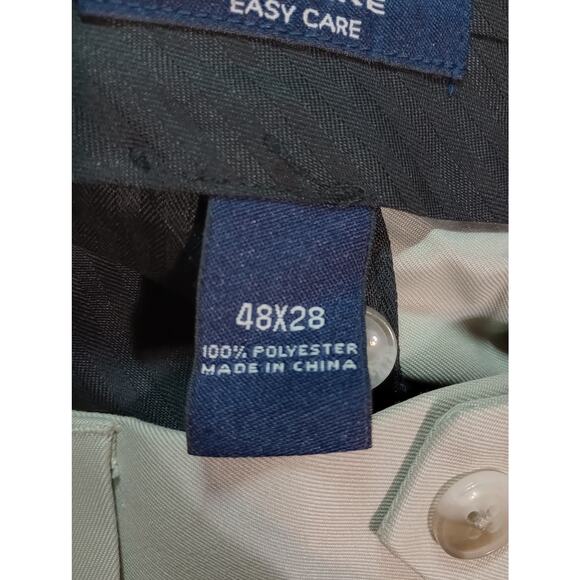 EASY CARE
48X28
100% POLYESTER
MADE IN CHINA